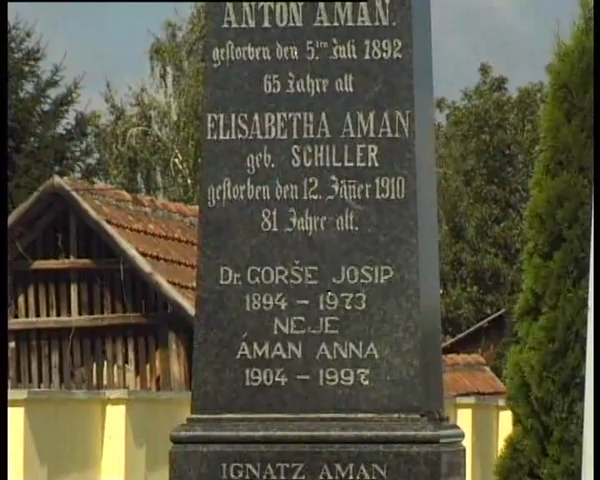 ANTON AMAN.
gestorben den 5.ten Juli 1892
65 Jahre alt
ELISABETHA AMAN.
geb. SCHILLER
gestorben den 12. Jäner 1910
81 Jahre alt.
Dr. GORŠE JOSIP
1894 - 1973
NEJE
ÁMAN ANNA
1904 - 1997
IGNATZ AMAN